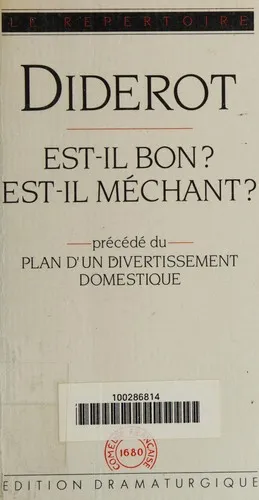 LE REPERTOIRE
DIDEROT
EST-IL BON?
EST-IL MÉCHANT?
précédé du
PLAN D'UN DIVERTISSEMENT
DOMESTIQUE
100286814
COMÉDIE FRANÇAISE
1680
EDITION DRAMATURGIQUE